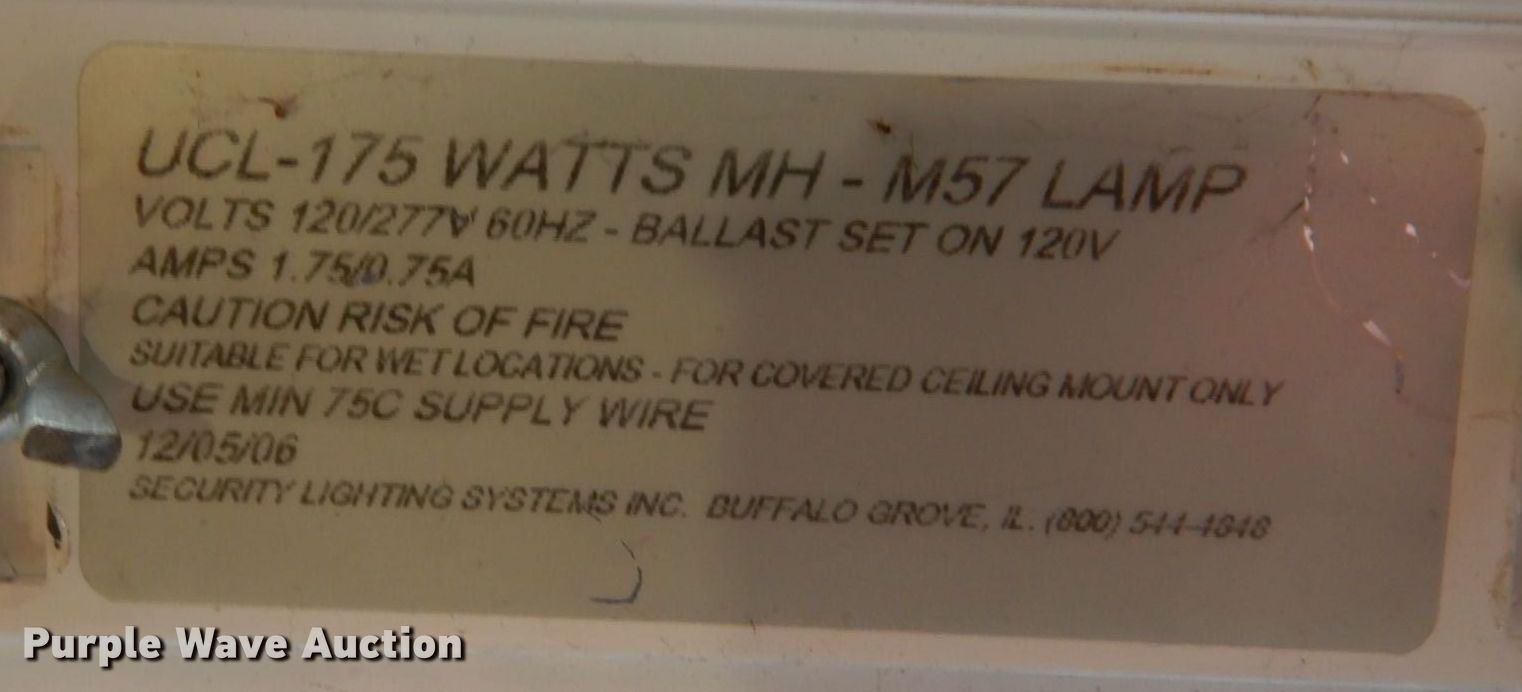 UCL-175 WATTS MH - M57 LAMP
VOLTS 120/277V 60HZ - BALLAST SET ON 120V
AMPS 1.75/0.75A
CAUTION RISK OF FIRE
SUITABLE FOR WET LOCATIONS - FOR COVERED CEILING MOUNT ONLY
USE MIN 75C SUPPLY WIRE
12/05/06
SECURITY LIGHTING SYSTEMS INC. BUFFALO GROVE, IL. (800) 544-4848
Purple Wave Auction